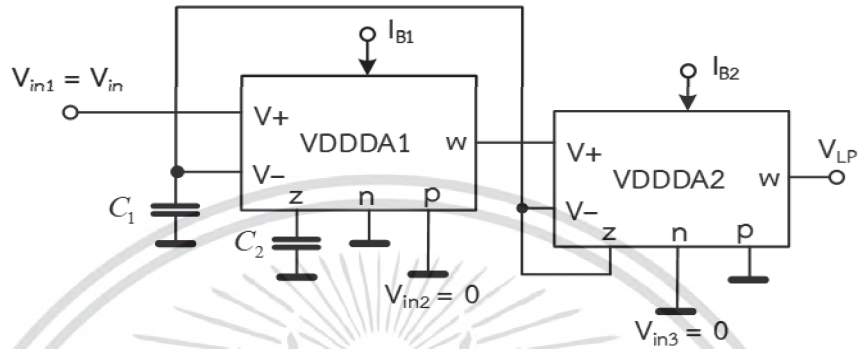 I_B1
V_in1 = V_in
I_B2
V+
VDDDA1
w
V-
z
n
p
V+
VDDDA2
w
V_LP
V-
z
n
p
C_1
C_2
V_in2 = 0
V_in3 = 0